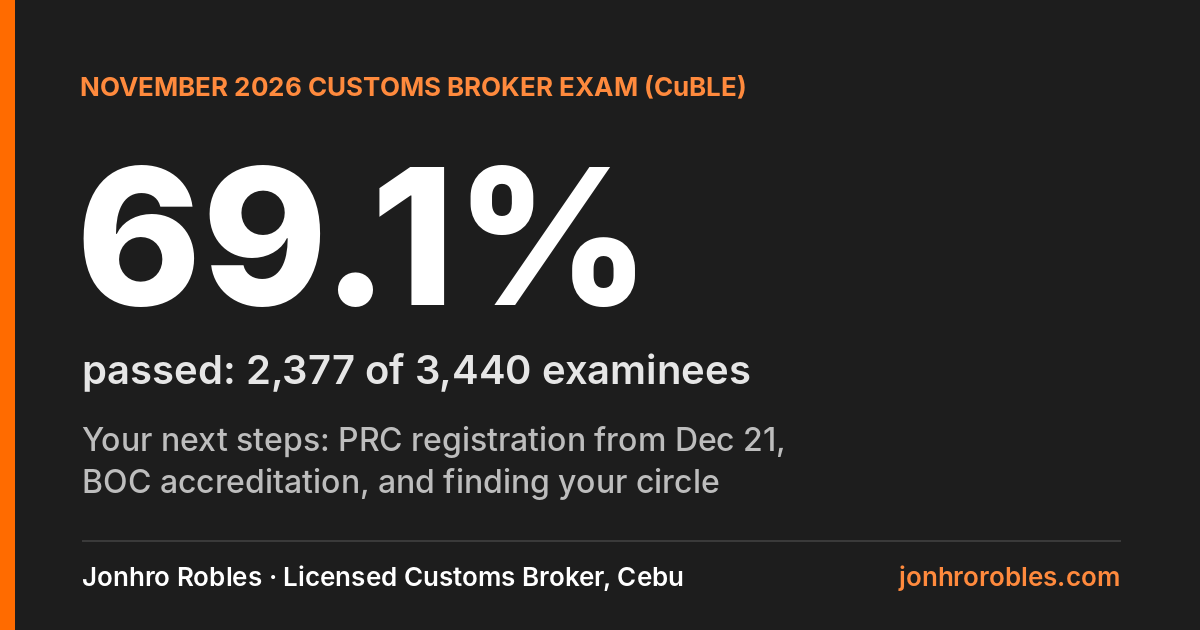 NOVEMBER 2026 CUSTOMS BROKER EXAM (CuBLE)
69.1%
passed: 2,377 of 3,440 examinees
Your next steps: PRC registration from Dec 21,
BOC accreditation, and finding your circle
Jonhro Robles · Licensed Customs Broker, Cebu
jonhrorobles.com